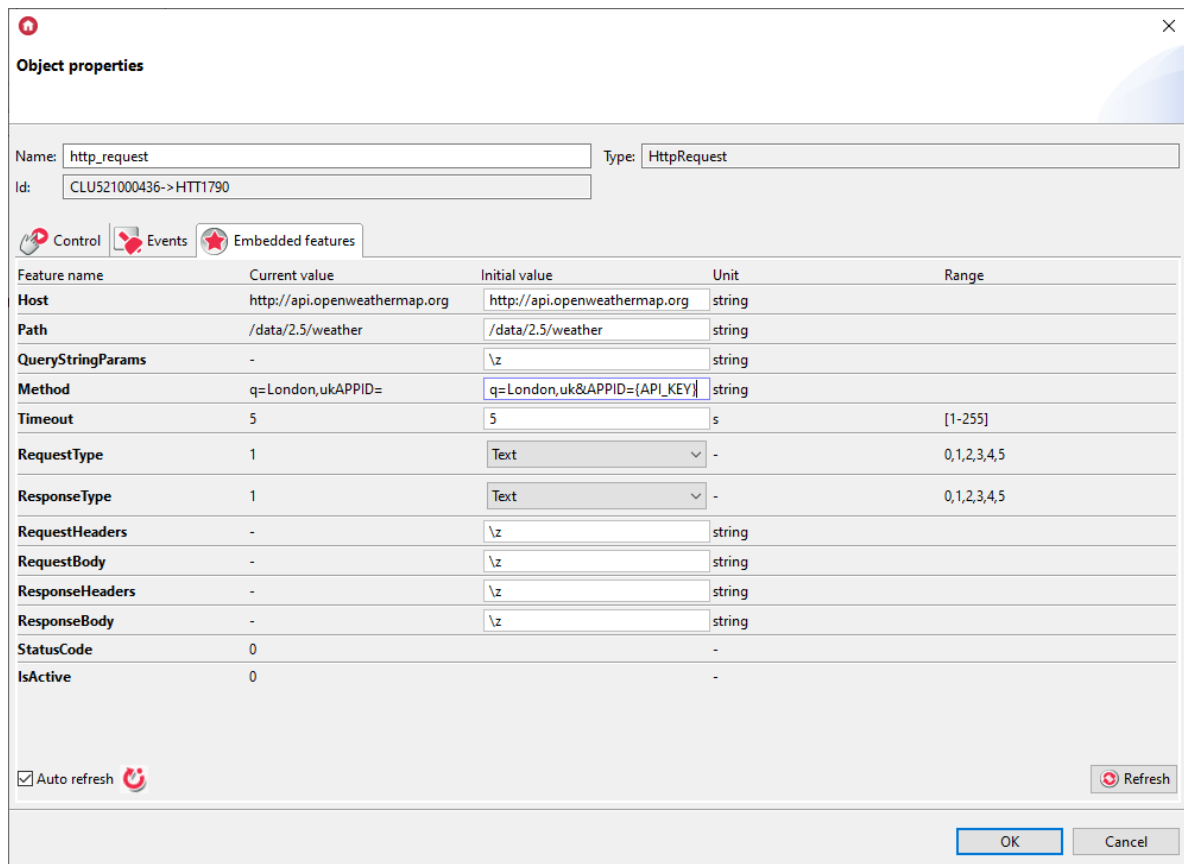 Object properties
Name: http_request Type: HttpRequest
Id: CLU521000436->HTT1790
Control Events Embedded features
Feature name Current value Initial value Unit Range
Host http://api.openweathermap.org http://api.openweathermap.org string
Path /data/2.5/weather /data/2.5/weather string
QueryStringParams - \z string
Method q=London,ukAPPID= q=London,uk&APPID={API_KEY} string
Timeout 5 5 s [1-255]
RequestType 1 Text - 0,1,2,3,4,5
ResponseType 1 Text - 0,1,2,3,4,5
RequestHeaders - \z string
RequestBody - \z string
ResponseHeaders - \z string
ResponseBody - \z string
StatusCode 0 -
IsActive 0 -
Auto refresh Refresh
OK Cancel